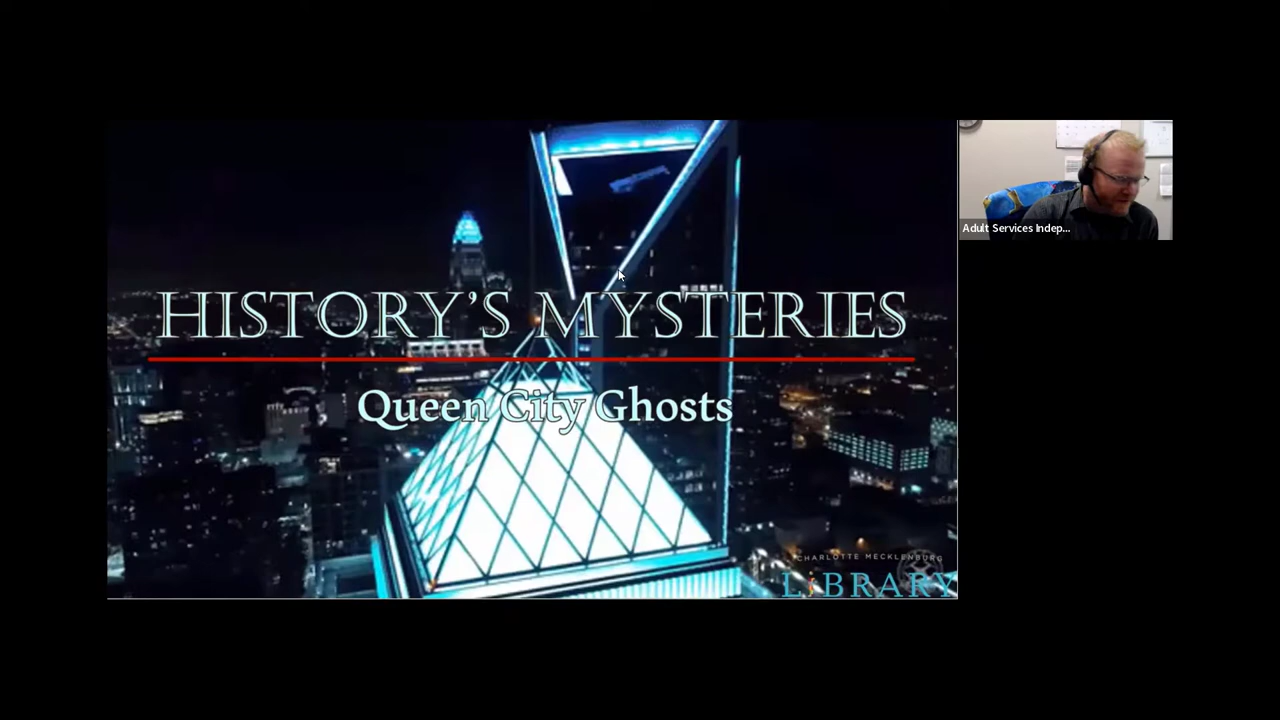 HISTORY'S MYSTERIES
Queen City Ghosts
CHARLOTTE MECKLENBURG
LiBRARY
Adult Services Indep...